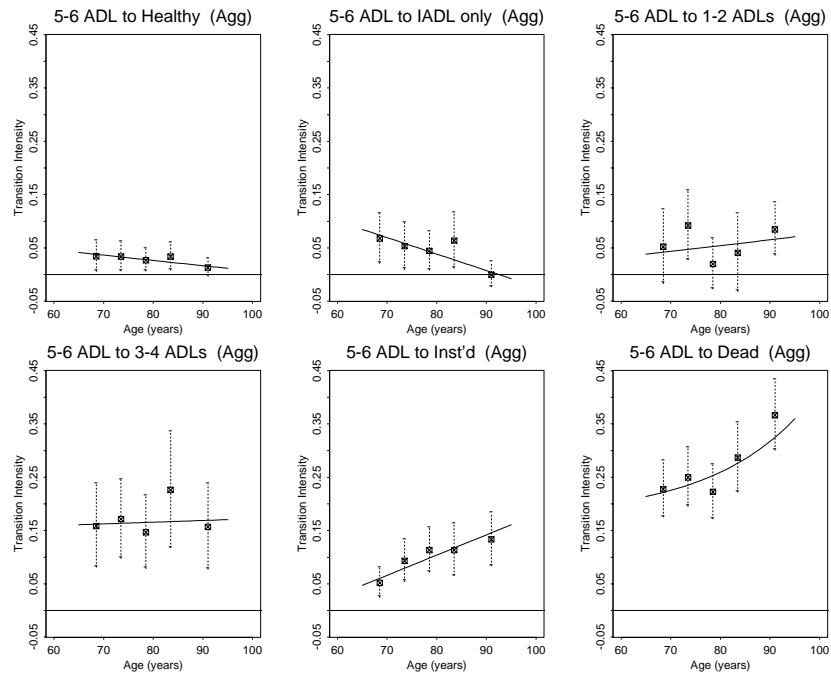 5-6 ADL to Healthy (Agg)
5-6 ADL to IADL only (Agg)
5-6 ADL to 1-2 ADLs (Agg)
Transition Intensity
-0.05 0.05 0.15 0.25 0.45
60 70 80 90 100
Age (years)
Transition Intensity
-0.05 0.05 0.15 0.25 0.45
60 70 80 90 100
Age (years)
Transition Intensity
-0.05 0.05 0.15 0.25 0.45
60 70 80 90 100
Age (years)
5-6 ADL to 3-4 ADLs (Agg)
5-6 ADL to Inst'd (Agg)
5-6 ADL to Dead (Agg)
Transition Intensity
-0.05 0.05 0.15 0.25 0.35 0.45
60 70 80 90 100
Age (years)
Transition Intensity
-0.05 0.05 0.15 0.25 0.35 0.45
60 70 80 90 100
Age (years)
Transition Intensity
-0.05 0.05 0.15 0.25 0.35 0.45
60 70 80 90 100
Age (years)